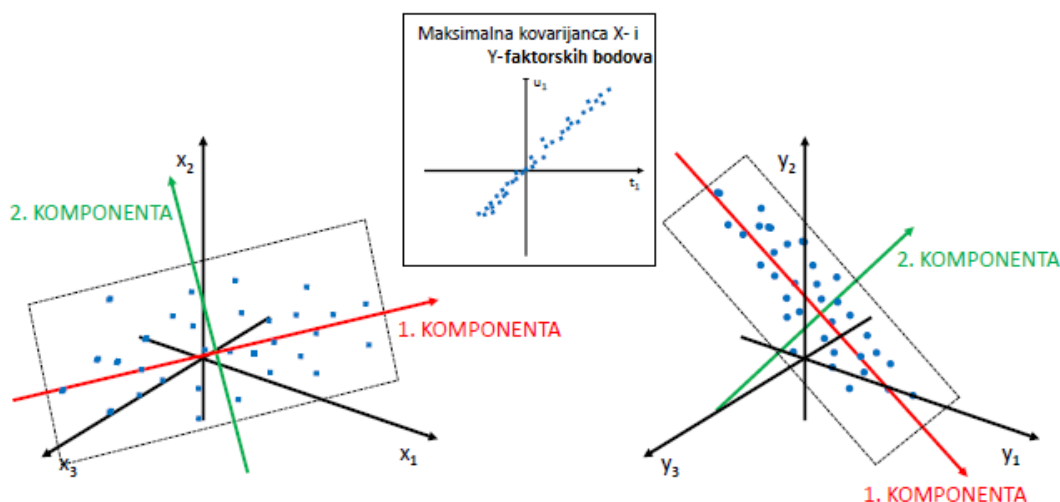 Maksimalna kovarijanca X- i
Y-faktorskih bodova
u₁
t₁
x₂
2. KOMPONENTA
1. KOMPONENTA
x₃
x₁
y₂
2. KOMPONENTA
y₃
y₁
1. KOMPONENTA